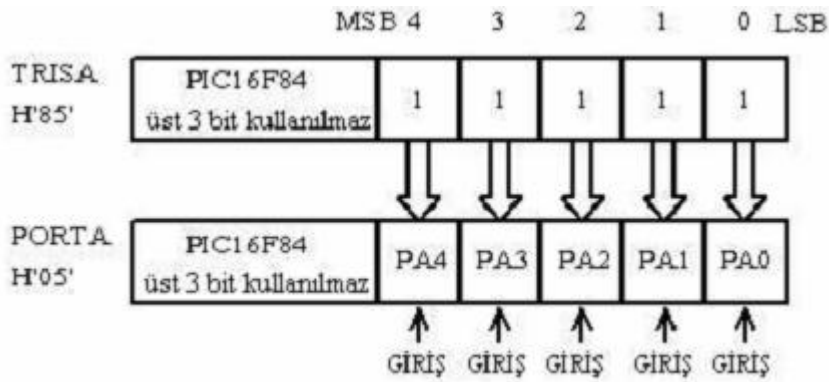 MSB 4 3 2 1 0 LSB
TRISA
H'85'
PIC16F84
üst 3 bit kullanılmaz
1 1 1 1 1
PORTA
H'05'
PIC16F84
üst 3 bit kullanılmaz
PA4 PA3 PA2 PA1 PA0
GİRİŞ GİRİŞ GİRİŞ GİRİŞ GİRİŞ